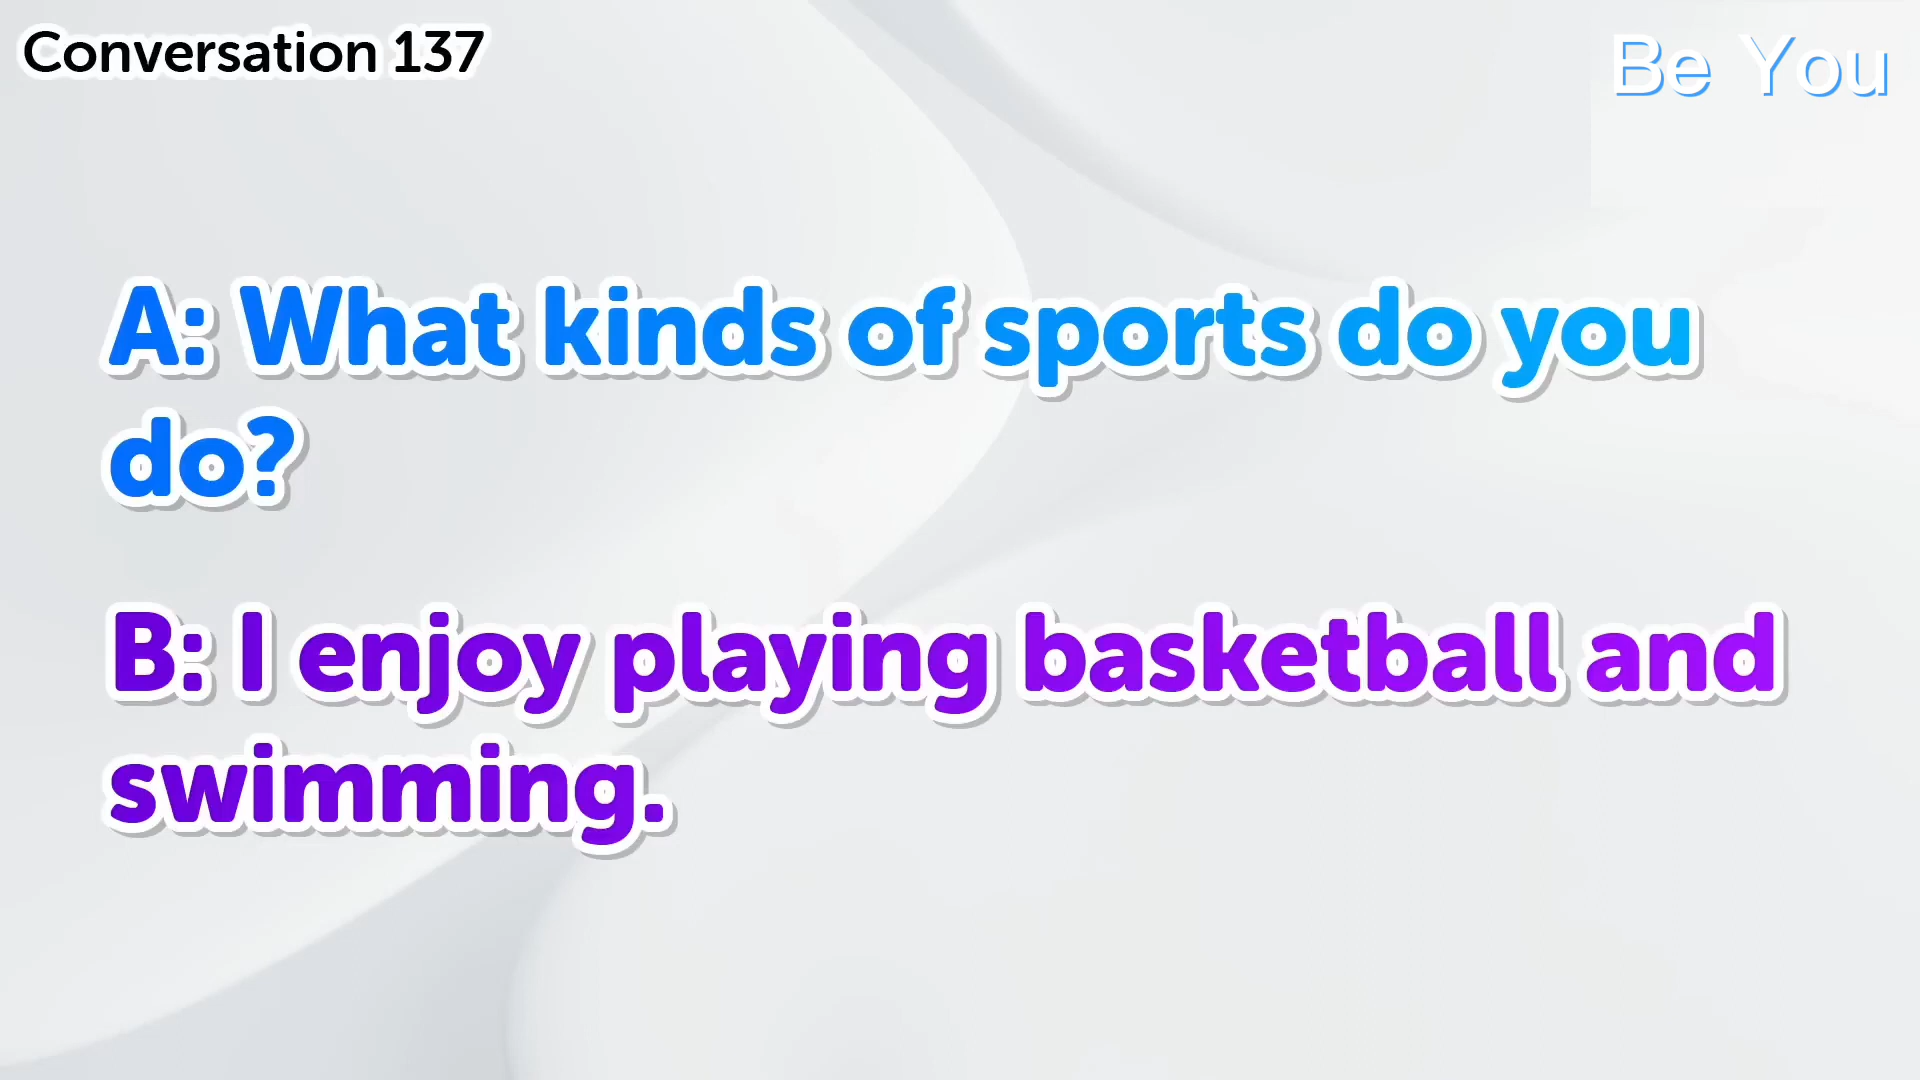 Conversation 137
Be You
A: What kinds of sports do you
do?
B: I enjoy playing basketball and
swimming.